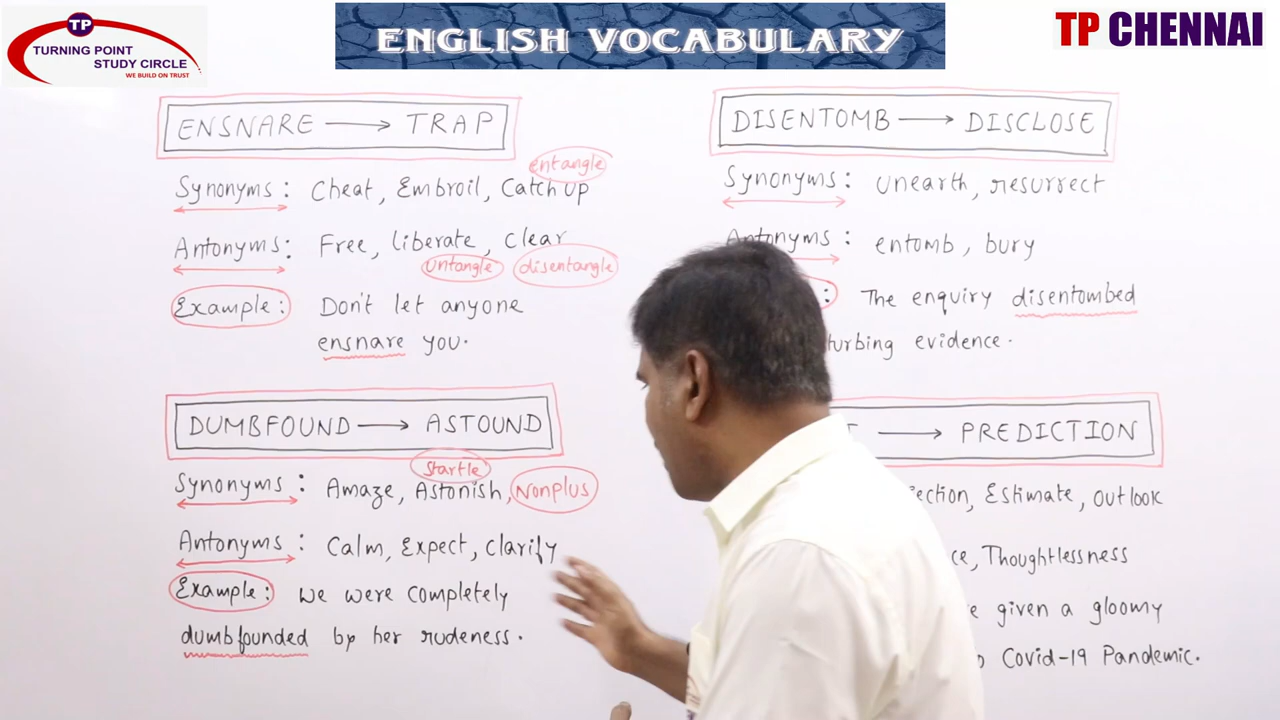 TP
TURNING POINT
STUDY CIRCLE
WE BUILD ON TRUST
ENGLISH VOCABULARY
TP CHENNAI
ENSNARE → TRAP
entangle
Synonyms: Cheat, Embroil, Catch up
Antonyms: Free, liberate, clear
untangle disentangle
Example: Don't let anyone
ensnare you.
DISENTOMB → DISCLOSE
Synonyms: unearth, resurrect
Antonyms: entomb, bury
: The enquiry disentombed
turbing evidence.
DUMBFOUND → ASTOUND
Startle
Synonyms: Amaze, Astonish, Nonplus
Antonyms: Calm, Expect, Clarify
Example: We were completely
dumbfounded by her rudeness.
T → PREDICTION
ection, Estimate, Outlook
ce, Thoughtlessness
e given a gloomy
o Covid-19 Pandemic.